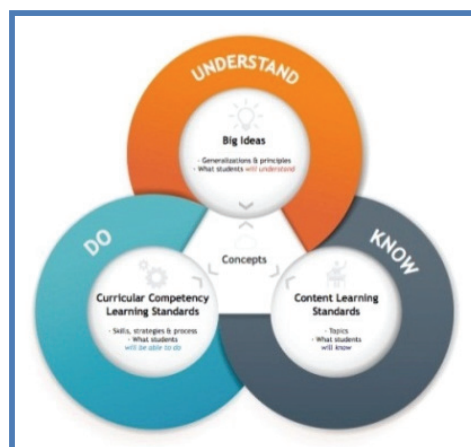 UNDERSTAND
Big Ideas
- Generalizations & principles
- What students will understand
DO
KNOW
Concepts
Curricular Competency
Learning Standards
- Skills, strategies & process
- What students
will be able to do
Content Learning
Standards
- Topics
- What students
will know